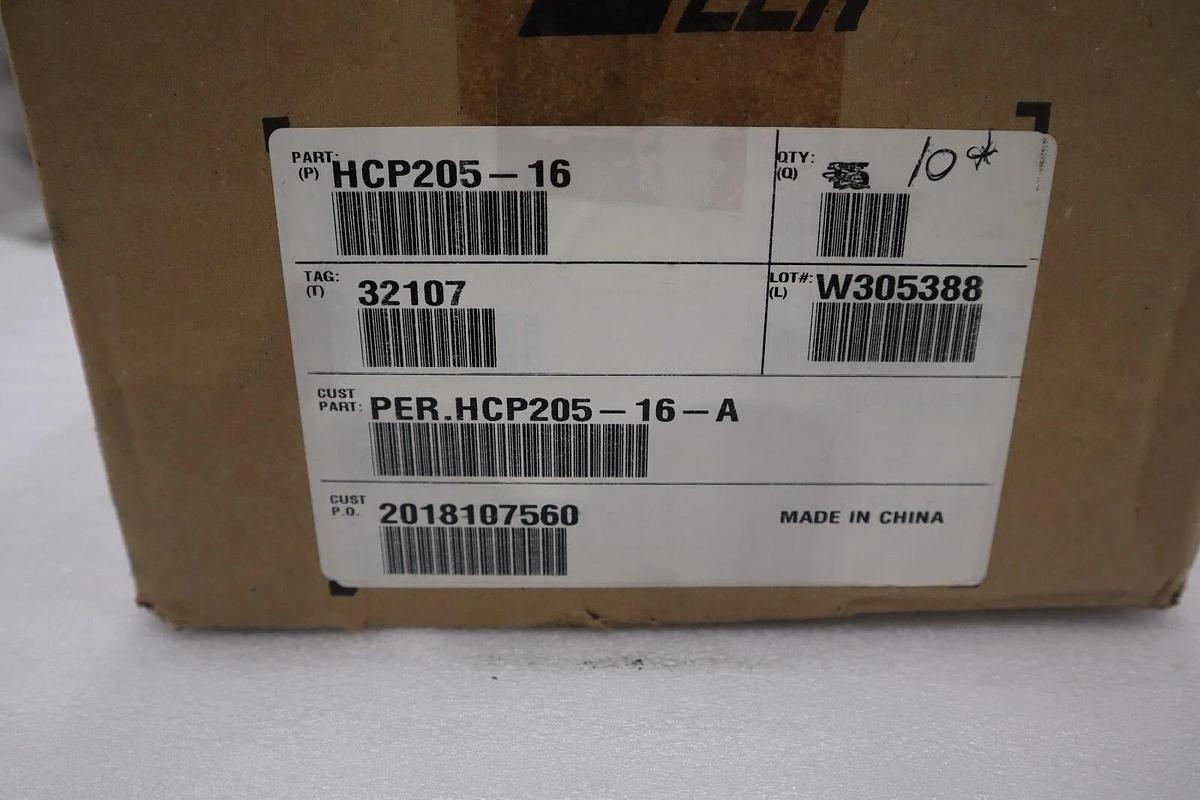 PART: HCP205-16
(P)
QTY: 10*
(Q)
TAG: 32107
(T)
LOT#: W305388
(L)
CUST PART: PER.HCP205-16-A
CUST P.O. 2018107560
MADE IN CHINA